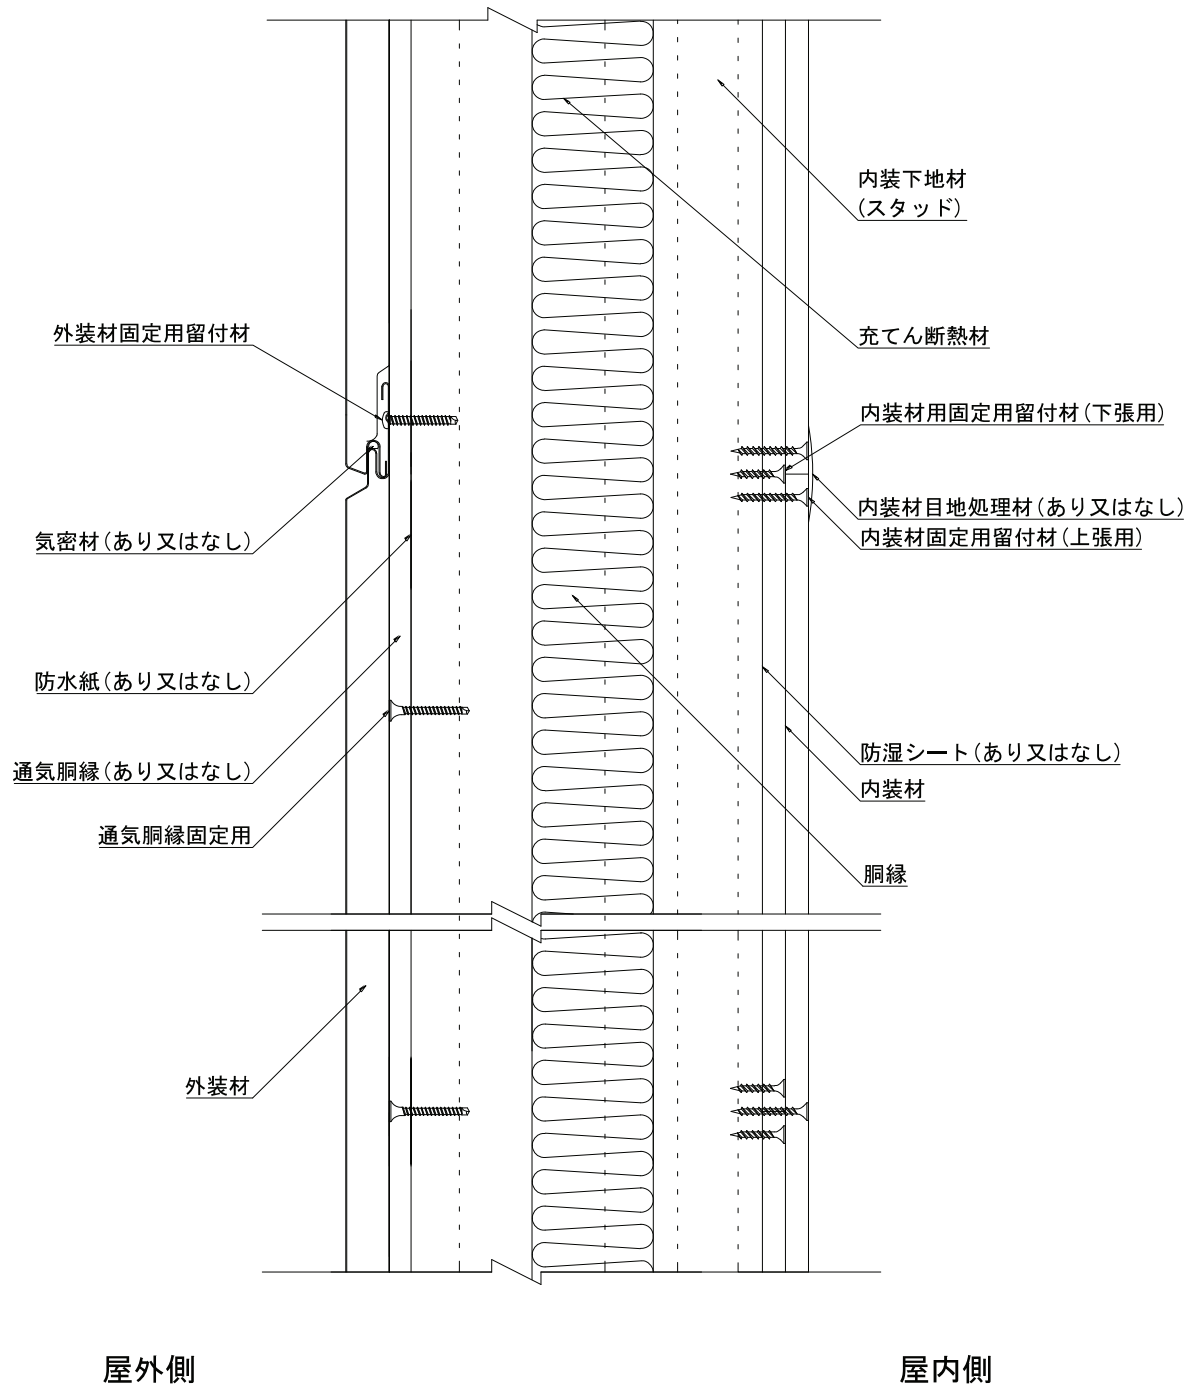 内装下地材
(スタッド)
外装材固定用留付材
充てん断熱材
内装材用固定用留付材(下張用)
内装材目地処理材(あり又はなし)
内装材固定用留付材(上張用)
気密材(あり又はなし)
防水紙(あり又はなし)
防湿シート(あり又はなし)
通気胴縁(あり又はなし)
内装材
通気胴縁固定用
胴縁
外装材
屋外側
屋内側